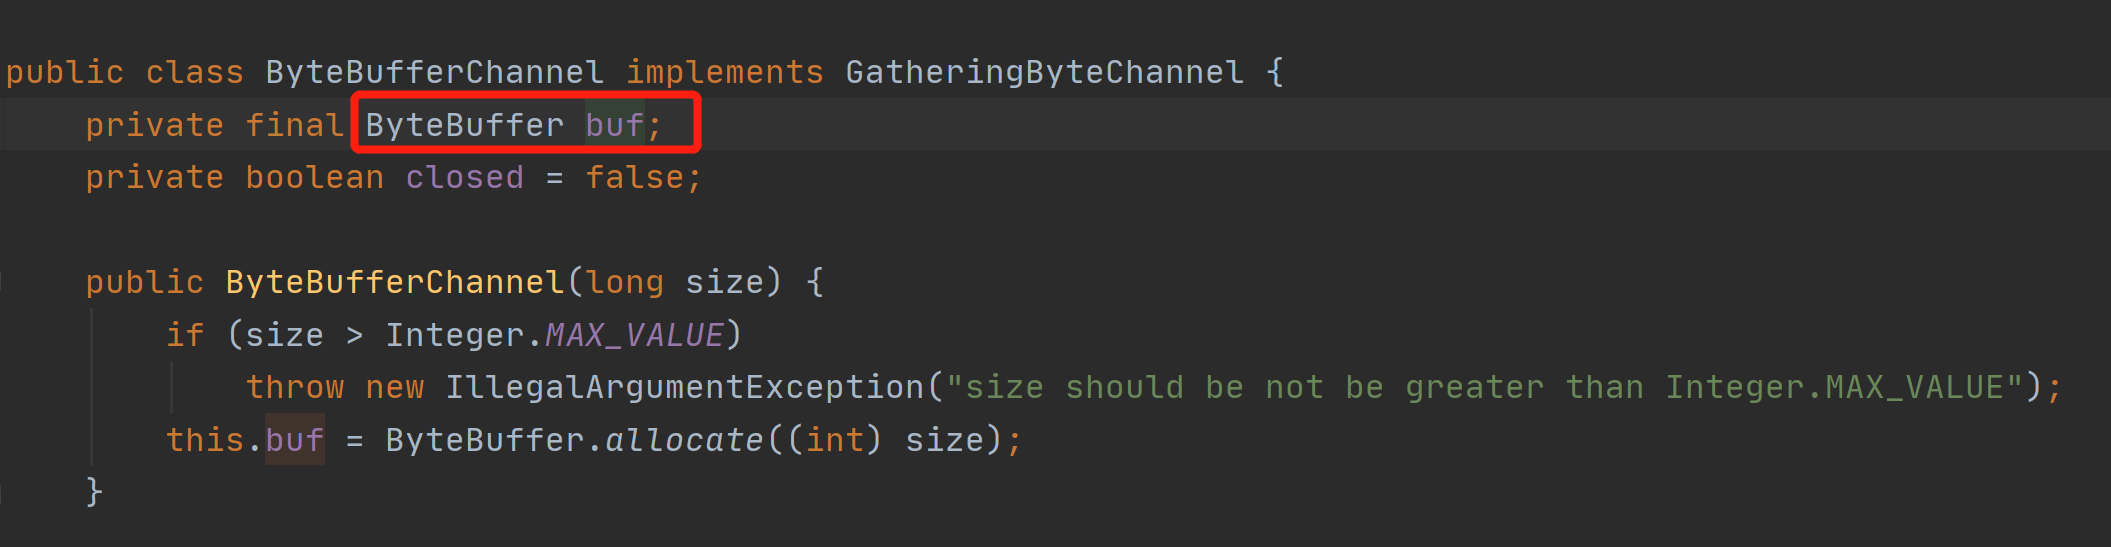 public class ByteBufferChannel implements GatheringByteChannel {
private final ByteBuffer buf;
private boolean closed = false;
public ByteBufferChannel(long size) {
if (size > Integer.MAX_VALUE)
throw new IllegalArgumentException("size should be not be greater than Integer.MAX_VALUE");
this.buf = ByteBuffer.allocate((int) size);
}